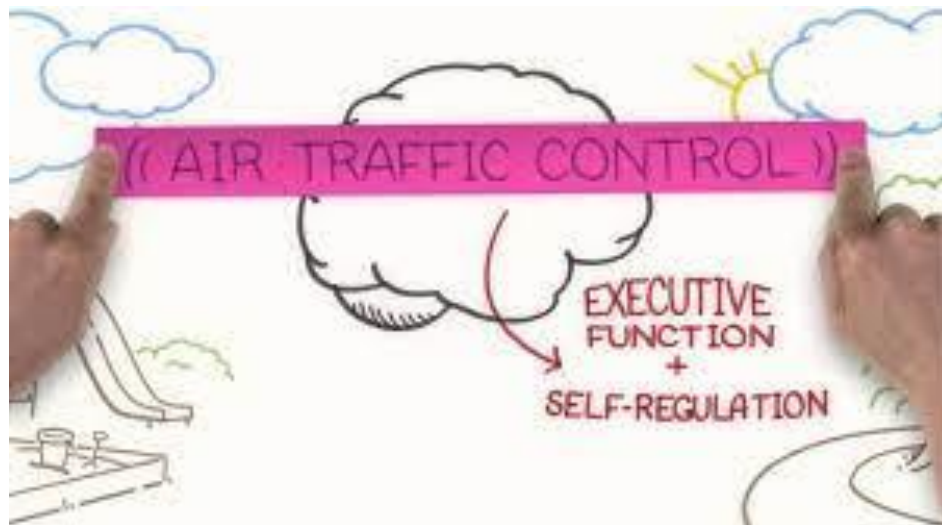 (( AIR TRAFFIC CONTROL ))
EXECUTIVE
FUNCTION
+
SELF-REGULATION